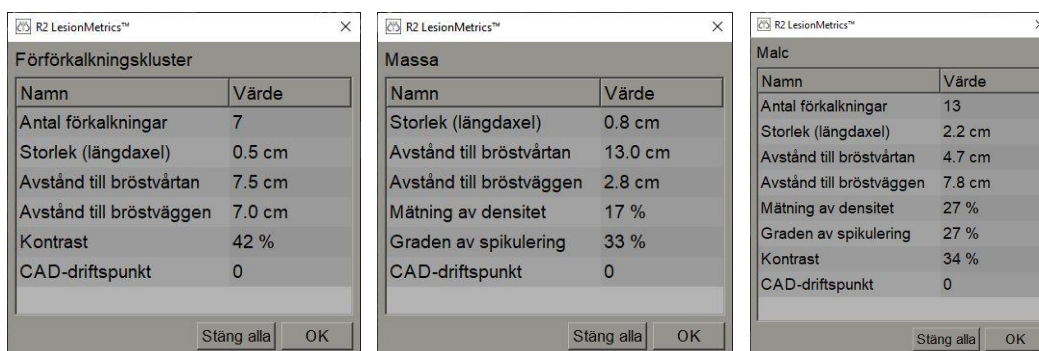 R2 LesionMetrics™
Förförkalkningskluster
Namn Värde
Antal förkalkningar 7
Storlek (längdaxel) 0.5 cm
Avstånd till bröstvårtan 7.5 cm
Avstånd till bröstväggen 7.0 cm
Kontrast 42 %
CAD-driftspunkt 0
Stäng alla OK
R2 LesionMetrics™
Massa
Namn Värde
Storlek (längdaxel) 0.8 cm
Avstånd till bröstvårtan 13.0 cm
Avstånd till bröstväggen 2.8 cm
Mätning av densitet 17 %
Graden av spikulering 33 %
CAD-driftspunkt 0
Stäng alla OK
R2 LesionMetrics™
Malc
Namn Värde
Antal förkalkningar 13
Storlek (längdaxel) 2.2 cm
Avstånd till bröstvårtan 4.7 cm
Avstånd till bröstväggen 7.8 cm
Mätning av densitet 27 %
Graden av spikulering 27 %
Kontrast 34 %
CAD-driftspunkt 0
Stäng alla OK